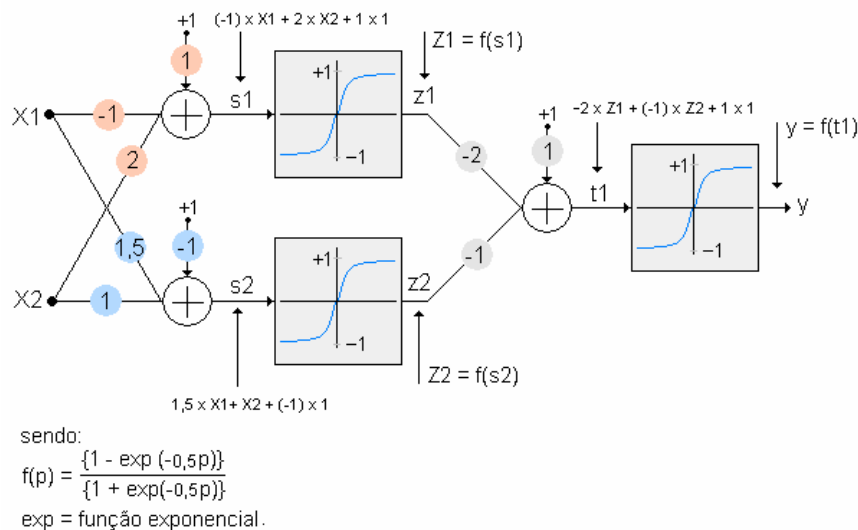 +1
(-1) x X1 + 2 x X2 + 1 x 1
Z1 = f(s1)
1
+1
X1
-1
s1
z1
−1
2
-2
+1
−2 x Z1 + (-1) x Z2 + 1 x 1
y = f(t1)
1
+1
t1
y
−1
+1
1,5
-1
-1
+1
X2
1
s2
z2
−1
Z2 = f(s2)
1,5 x X1+ X2 + (-1) x 1
sendo:
f(p) = {1 - exp (-0,5p)}
{1 + exp(-0,5p)}
exp = função exponencial.